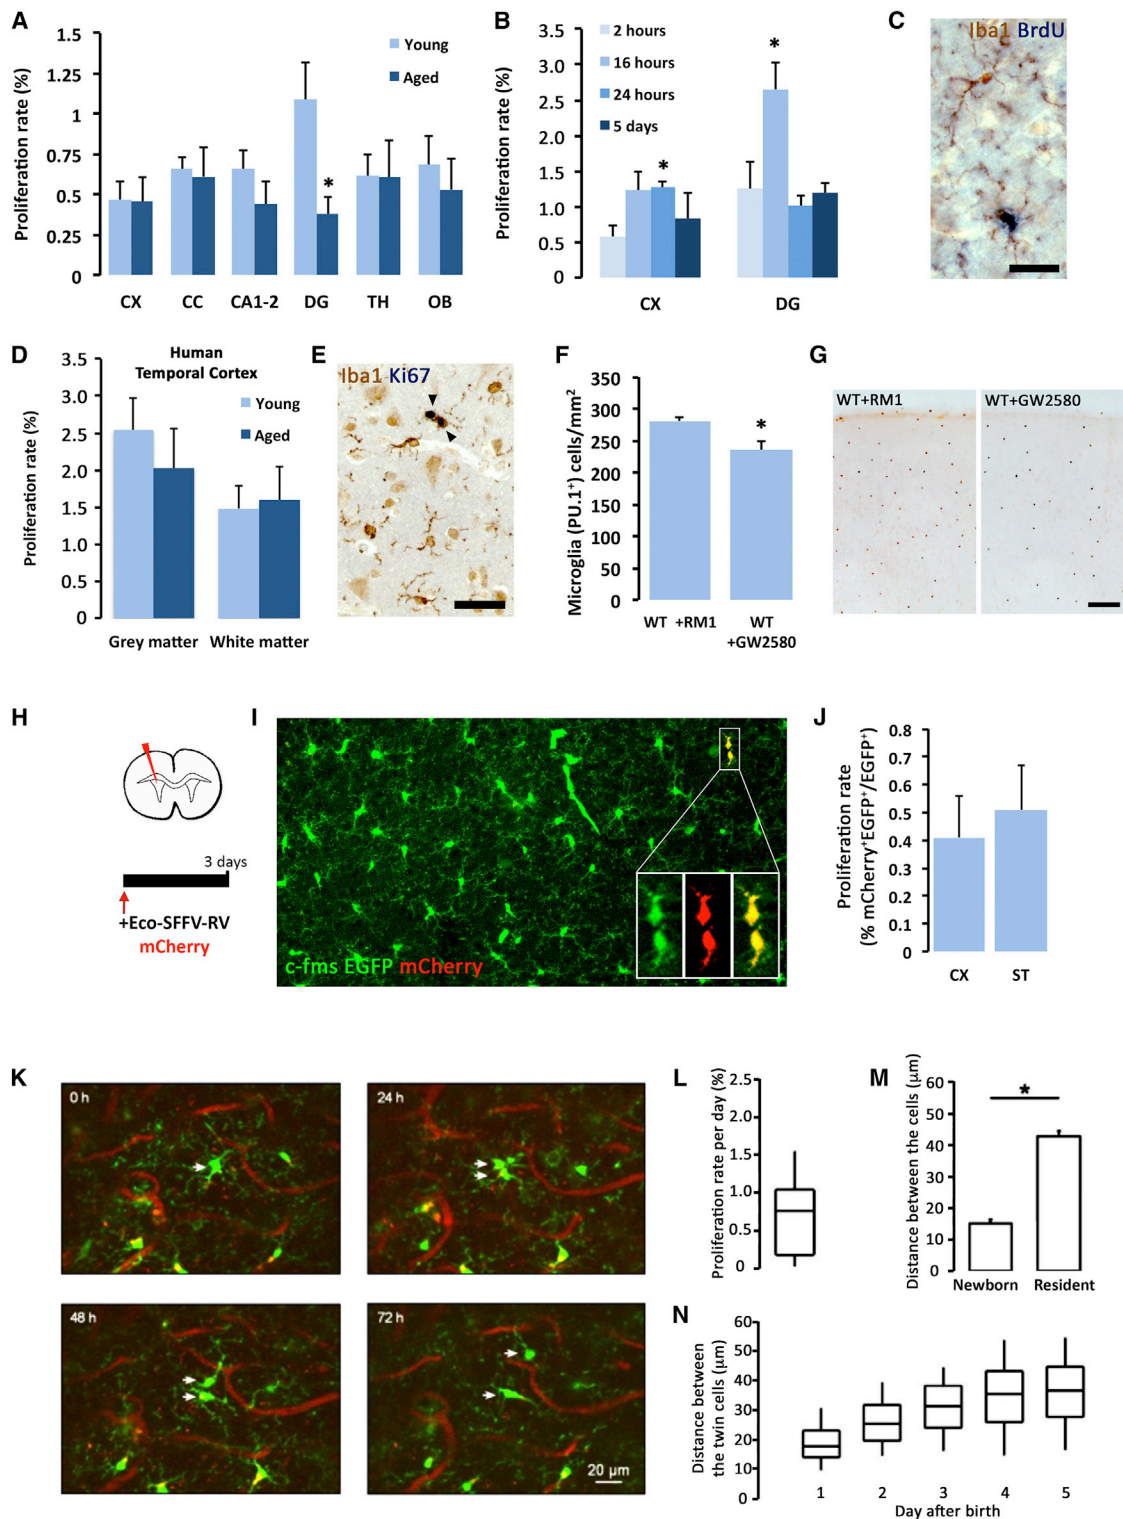 A
Proliferation rate (%)
1.5
1.25
1
0.75
0.5
0.25
0
Young
Aged
*
CX CC CA1-2 DG TH OB
B
Proliferation rate (%)
3.5
3.0
2.5
2.0
1.5
1.0
0.5
0
2 hours
16 hours
24 hours
5 days
*
*
CX DG
C
Iba1 BrdU
D
Proliferation rate (%)
3.5
3.0
2.5
2.0
1.5
1.0
0.5
0
Human
Temporal Cortex
Young
Aged
Grey matter White matter
E
Iba1 Ki67
F
Microglia (PU.1⁺) cells/mm²
350
300
250
200
150
100
50
0
*
WT +RM1
WT
+GW2580
G
WT+RM1
WT+GW2580
H
3 days
+Eco-SFFV-RV
mCherry
I
c-fms EGFP mCherry
J
Proliferation rate
(% mCherry⁺EGFP⁺/EGFP⁺)
0.8
0.7
0.6
0.5
0.4
0.3
0.2
0.1
0
CX ST
K
0 h
24 h
48 h
72 h
20 µm
L
Proliferation rate per day (%)
2.5
2.0
1.5
1.0
0.5
0
M
Distance between the cells (µm)
60
50
40
30
20
10
0
*
Newborn Resident
N
Distance between
the twin cells (µm)
60
50
40
30
20
10
0
1 2 3 4 5
Day after birth